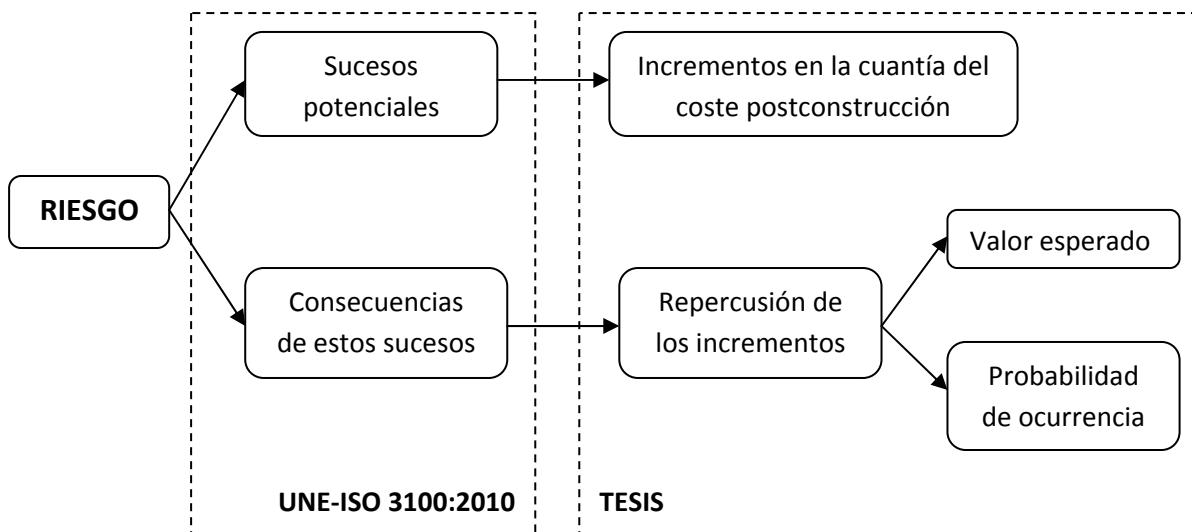 Sucesos
potenciales
Incrementos en la cuantía del
coste postconstrucción
RIESGO
Valor esperado
Consecuencias
de estos sucesos
Repercusión de
los incrementos
Probabilidad
de ocurrencia
UNE-ISO 3100:2010
TESIS